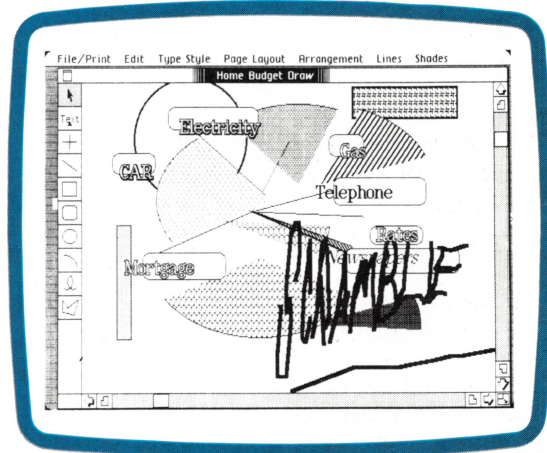 File/Print Edit Type Style Page Layout Arrangement Lines Shades
Home Budget Draw
Text
Electricity
Gas
CAR
Telephone
Rates
Newspapers
Mortgage